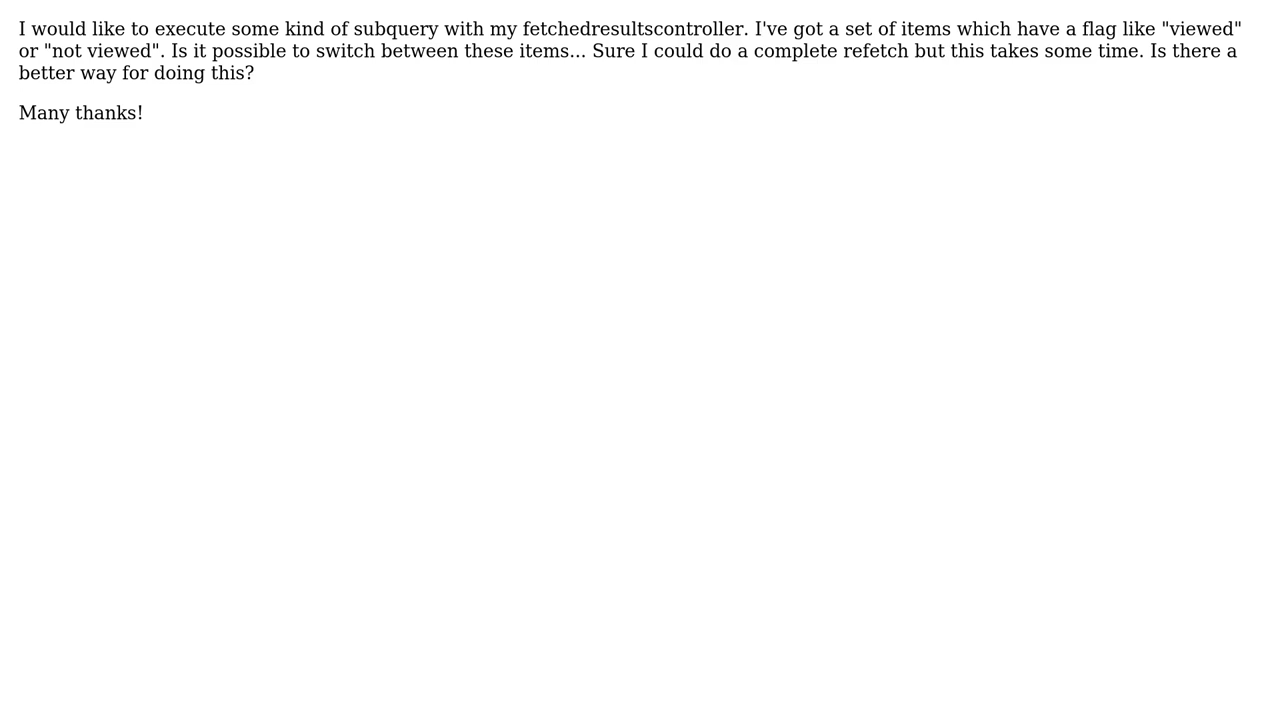 I would like to execute some kind of subquery with my fetchedresultscontroller. I've got a set of items which have a flag like "viewed"
or "not viewed". Is it possible to switch between these items... Sure I could do a complete refetch but this takes some time. Is there a
better way for doing this?
Many thanks!